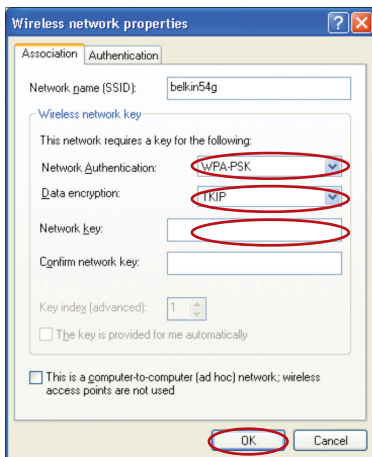 Wireless network properties
Association
Authentication
Network name (SSID):
belkin54g
Wireless network key
This network requires a key for the following:
Network Authentication:
WPA-PSK
Data encryption:
TKIP
Network key:
Confirm network key:
Key index (advanced):
1
The key is provided for me automatically
This is a computer-to-computer (ad hoc) network; wireless
access points are not used
OK
Cancel